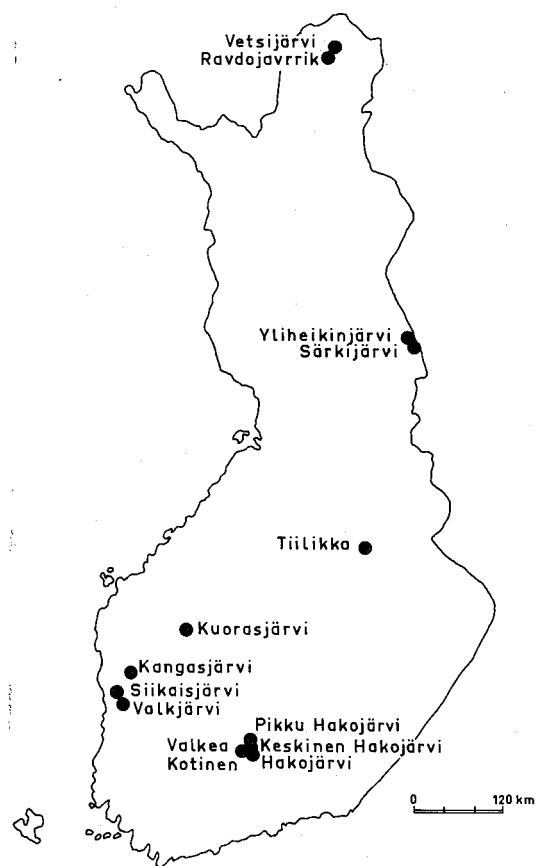 Vetsijärvi
Ravdojavrrik
Yliheikinjärvi
Särkijärvi
Tiilikka
Kuorasjärvi
Kangasjärvi
Siikaisjärvi
Valkjärvi
Pikku Hakojärvi
Valkea Keskinen Hakojärvi
Kotinen Hakojärvi
0 120 km